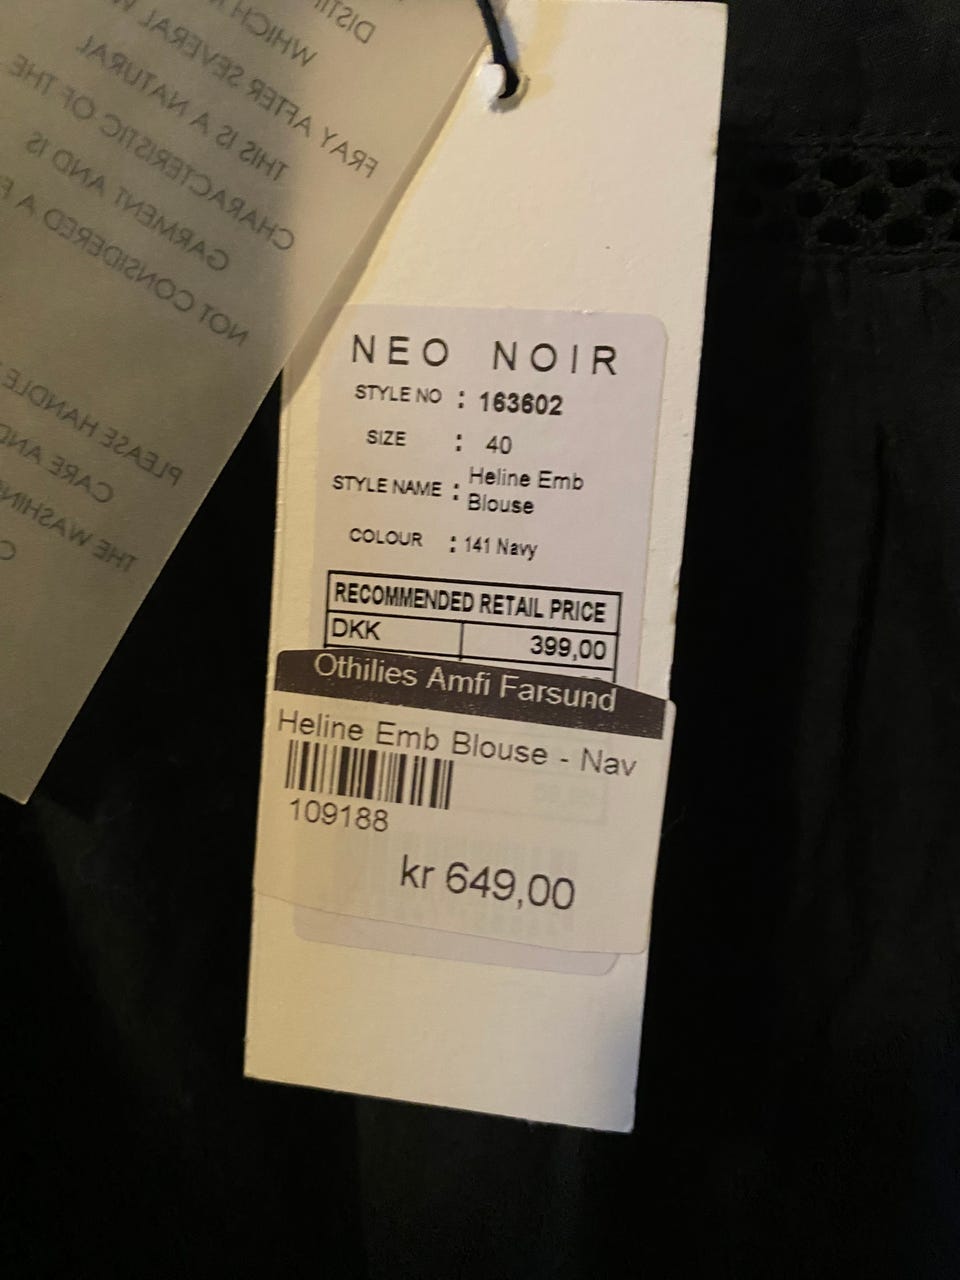 WHICH
FRAY AFTER SEVERAL
THIS IS A NATURAL
CHARACTERISTIC OF THE
GARMENT AND IS
NOT CONSIDERED A
PLEASE HANDLE
CARE AND
THE WASHIN
NEO NOIR
STYLE NO : 163602
SIZE : 40
STYLE NAME : Heline Emb
Blouse
COLOUR : 141 Navy
RECOMMENDED RETAIL PRICE
DKK 399,00
Othilies Amfi Farsund
Heline Emb Blouse - Nav
109188
kr 649,00